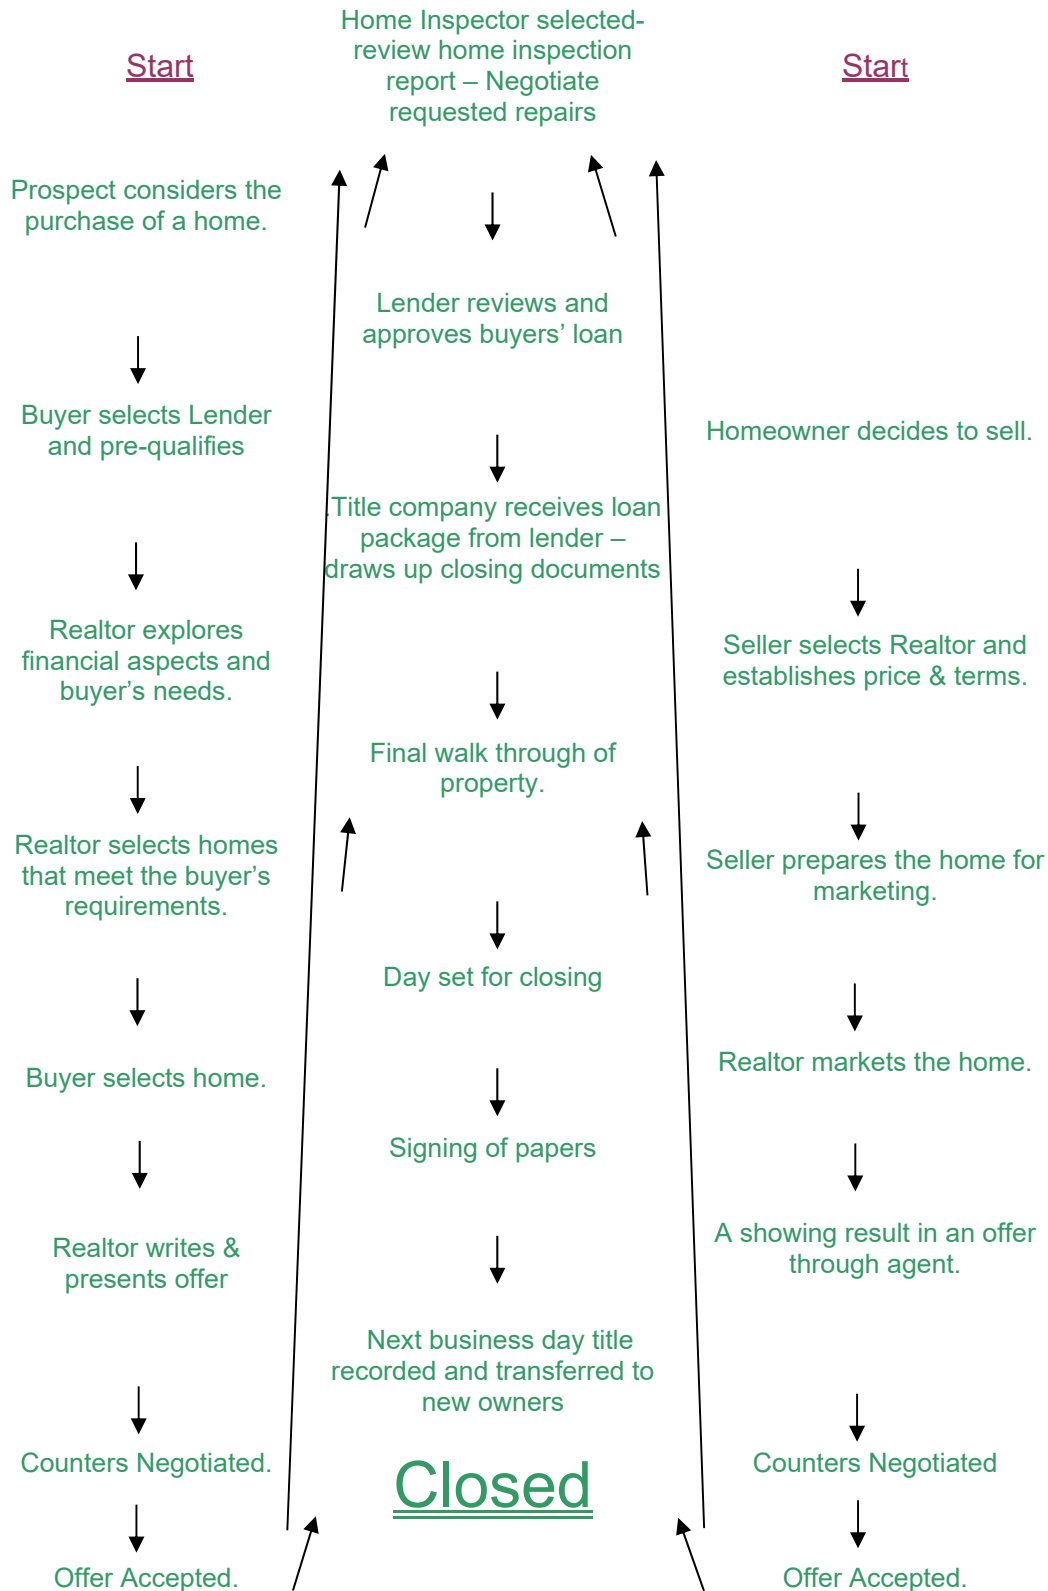 Start
Prospect considers the
purchase of a home.
Buyer selects Lender
and pre-qualifies
Realtor explores
financial aspects and
buyer’s needs.
Realtor selects homes
that meet the buyer’s
requirements.
Buyer selects home.
Realtor writes &
presents offer
Counters Negotiated.
Offer Accepted.
Home Inspector selected-
review home inspection
report – Negotiate
requested repairs
Lender reviews and
approves buyers’ loan
.Title company receives loan
package from lender –
draws up closing documents
Final walk through of
property.
Day set for closing
Signing of papers
Next business day title
recorded and transferred to
new owners
Closed
Start
Homeowner decides to sell.
Seller selects Realtor and
establishes price & terms.
Seller prepares the home for
marketing.
Realtor markets the home.
A showing result in an offer
through agent.
Counters Negotiated
Offer Accepted.